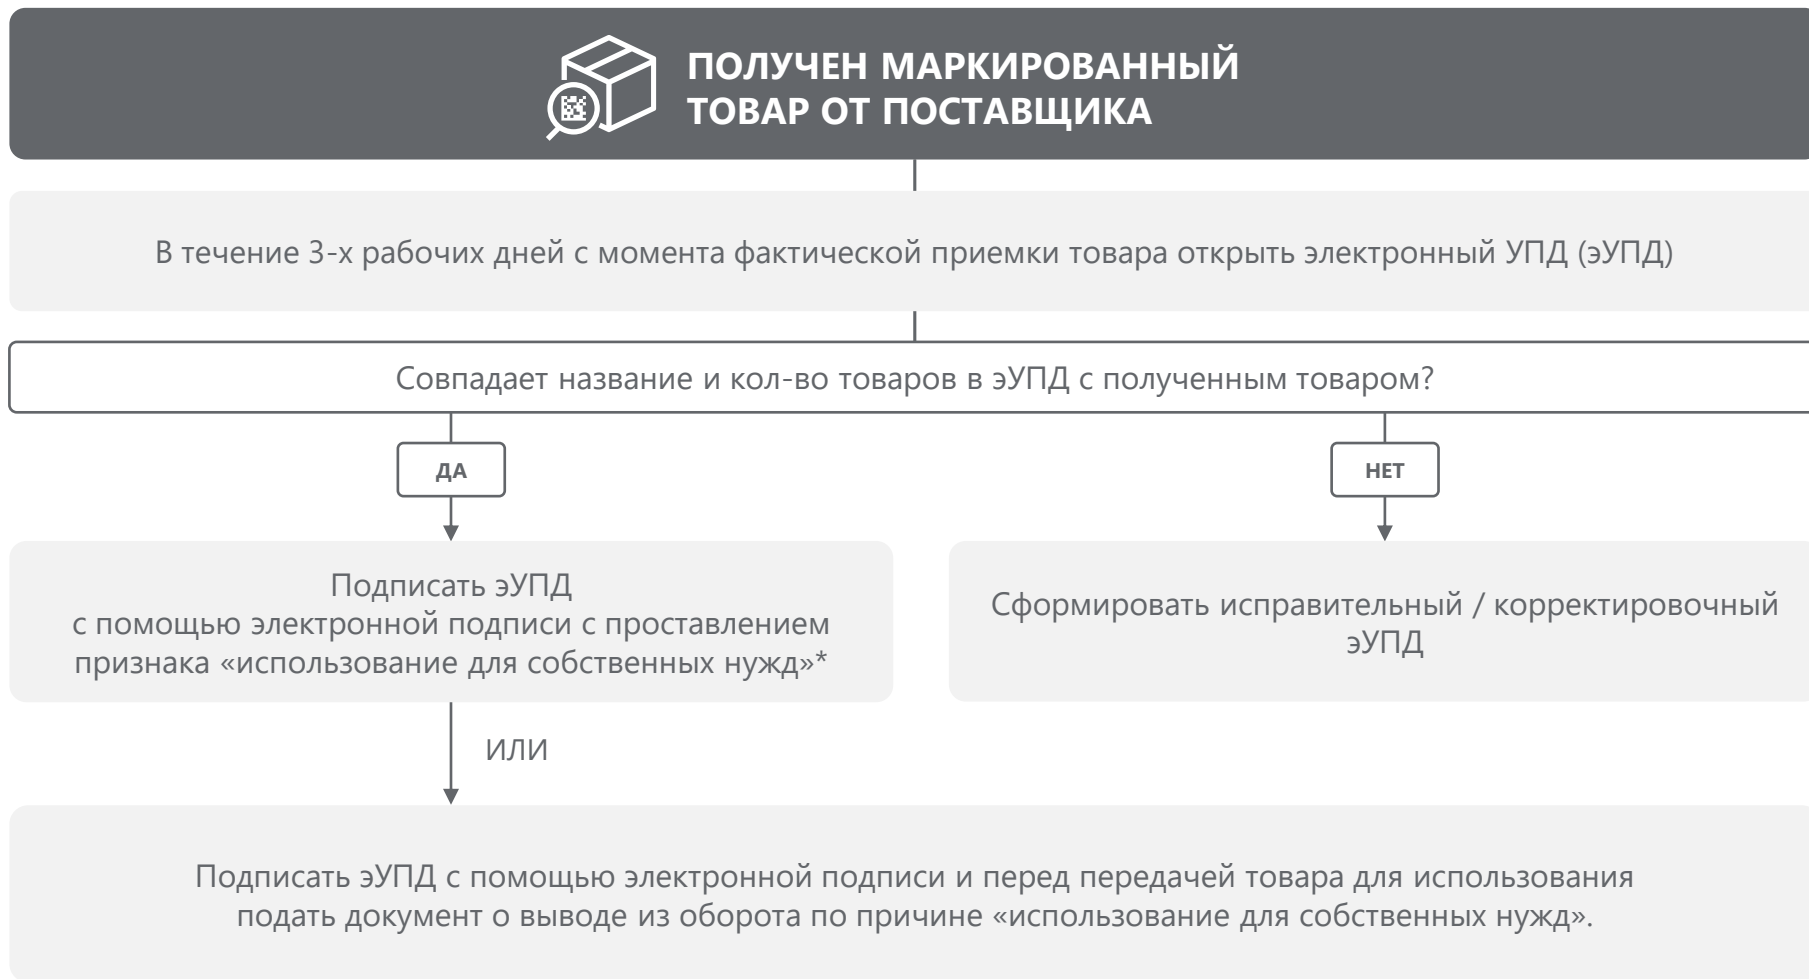 ПОЛУЧЕН МАРКИРОВАННЫЙ
ТОВАР ОТ ПОСТАВЩИКА
В течение 3-х рабочих дней с момента фактической приемки товара открыть электронный УПД (эУПД)
Совпадает название и кол-во товаров в эУПД с полученным товаром?
ДА
НЕТ
Подписать эУПД
с помощью электронной подписи с проставлением
признака «использование для собственных нужд»*
Сформировать исправительный / корректировочный
эУПД
ИЛИ
Подписать эУПД с помощью электронной подписи и перед передачей товара для использования
подать документ о выводе из оборота по причине «использование для собственных нужд».